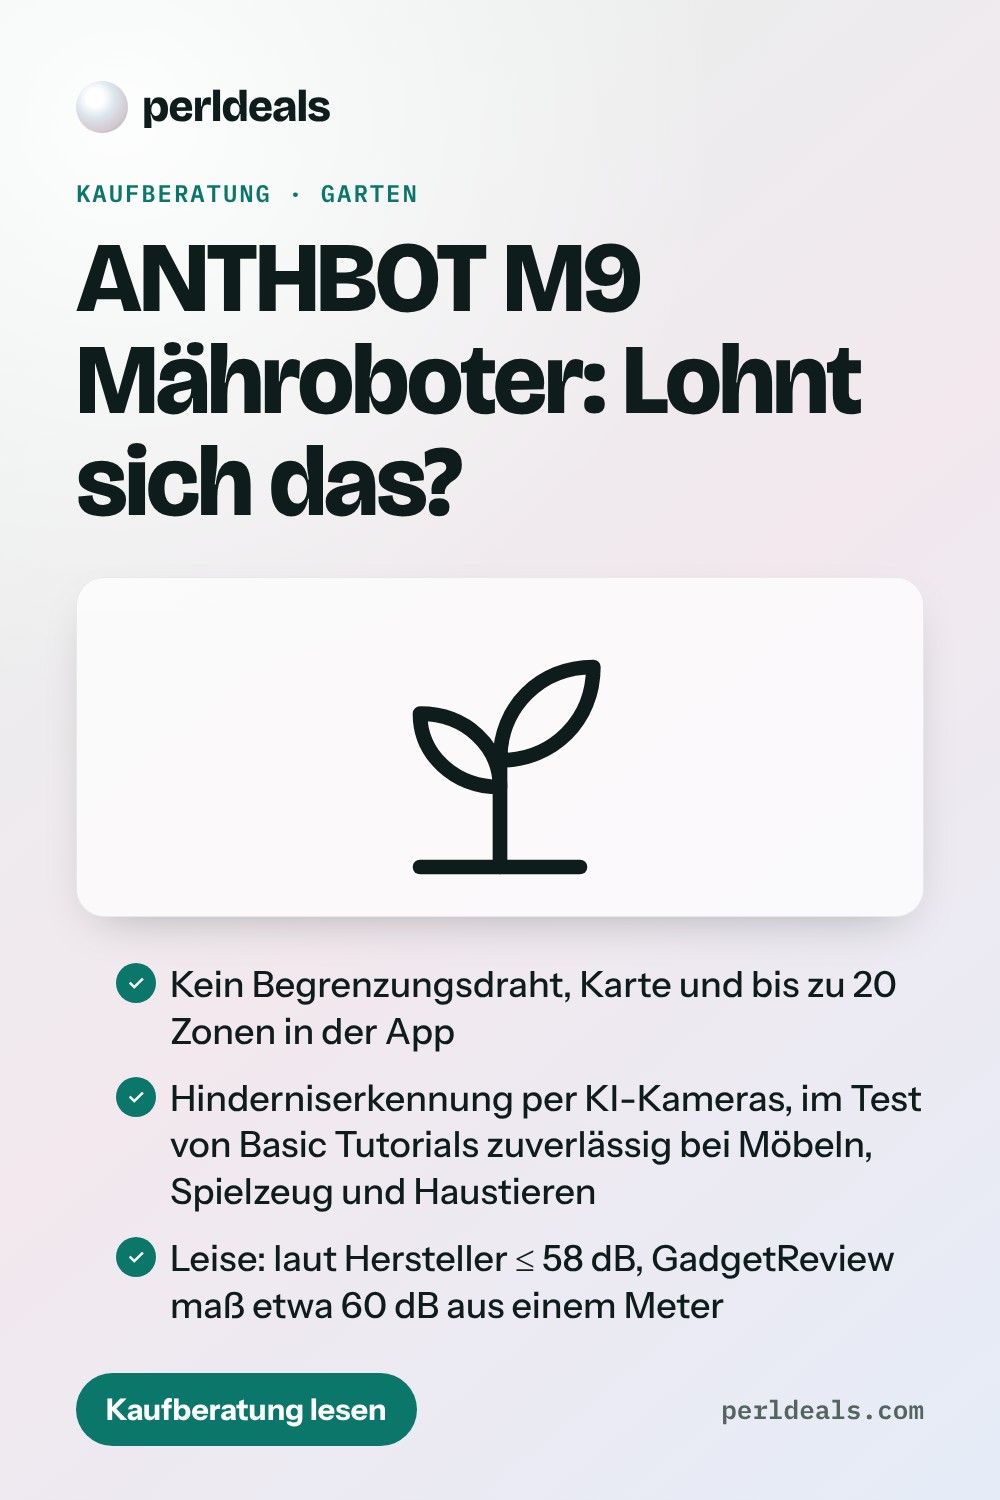 perldeals
KAUFBERATUNG · GARTEN
ANTHBOT M9
Mähroboter: Lohnt
sich das?
Kein Begrenzungsdraht, Karte und bis zu 20
Zonen in der App
Hinderniserkennung per KI-Kameras, im Test
von Basic Tutorials zuverlässig bei Möbeln,
Spielzeug und Haustieren
Leise: laut Hersteller ≤ 58 dB, GadgetReview
maß etwa 60 dB aus einem Meter
Kaufberatung lesen
perldeals.com